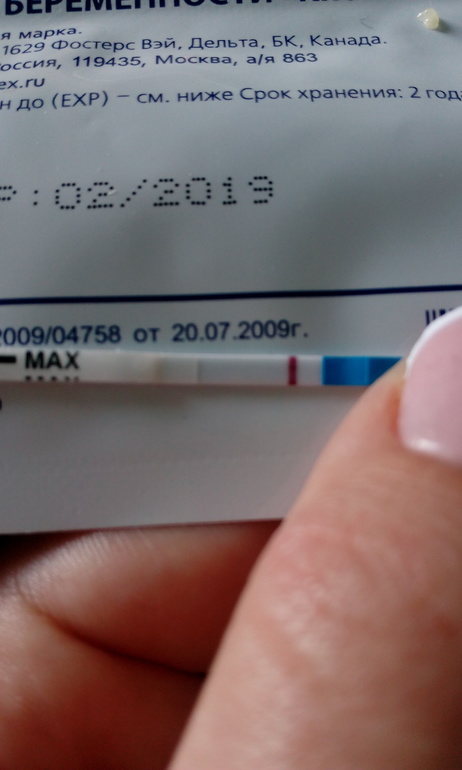 БЕРЕМЕННОСТИ
я марка.
1629 Фостерс Вэй, Дельта, БК, Канада.
оссия, 119435, Москва, а/я 863
ex.ru
н до (EXP) – см. ниже Срок хранения: 2 год
P:02/2019
2009/04758 от 20.07.2009г.
MAX